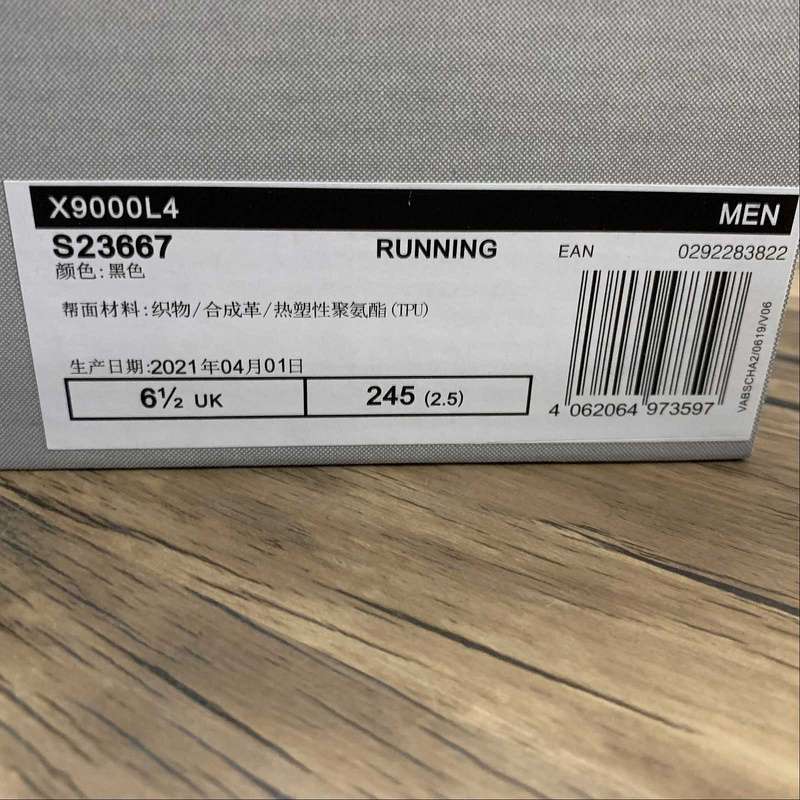 X9000L4 MEN
S23667 RUNNING EAN 0292283822
颜色:黑色
帮面材料:织物/合成革/热塑性聚氨酯(TPU)
生产日期:2021年04月01日
6½ UK 245 (2.5)
4 062064 973597
VABSCHA2/0619/V06